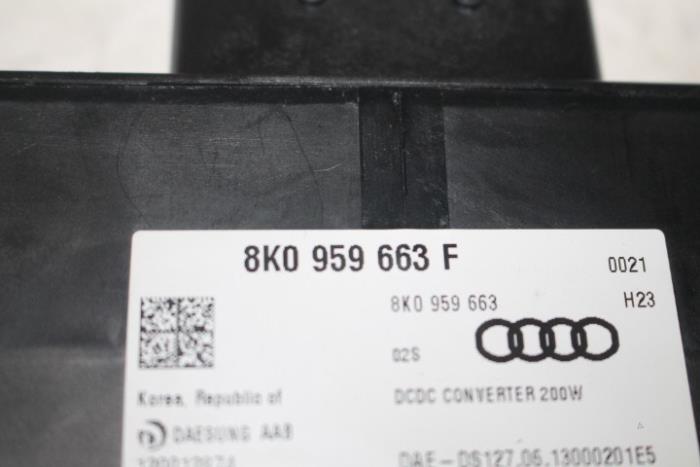 8K0 959 663 F
0021
8K0 959 663
H23
02S
Korea, Republic of
DCDC CONVERTER 200W
DAESUNG AAB
DAE-DS127.06.13000201E5